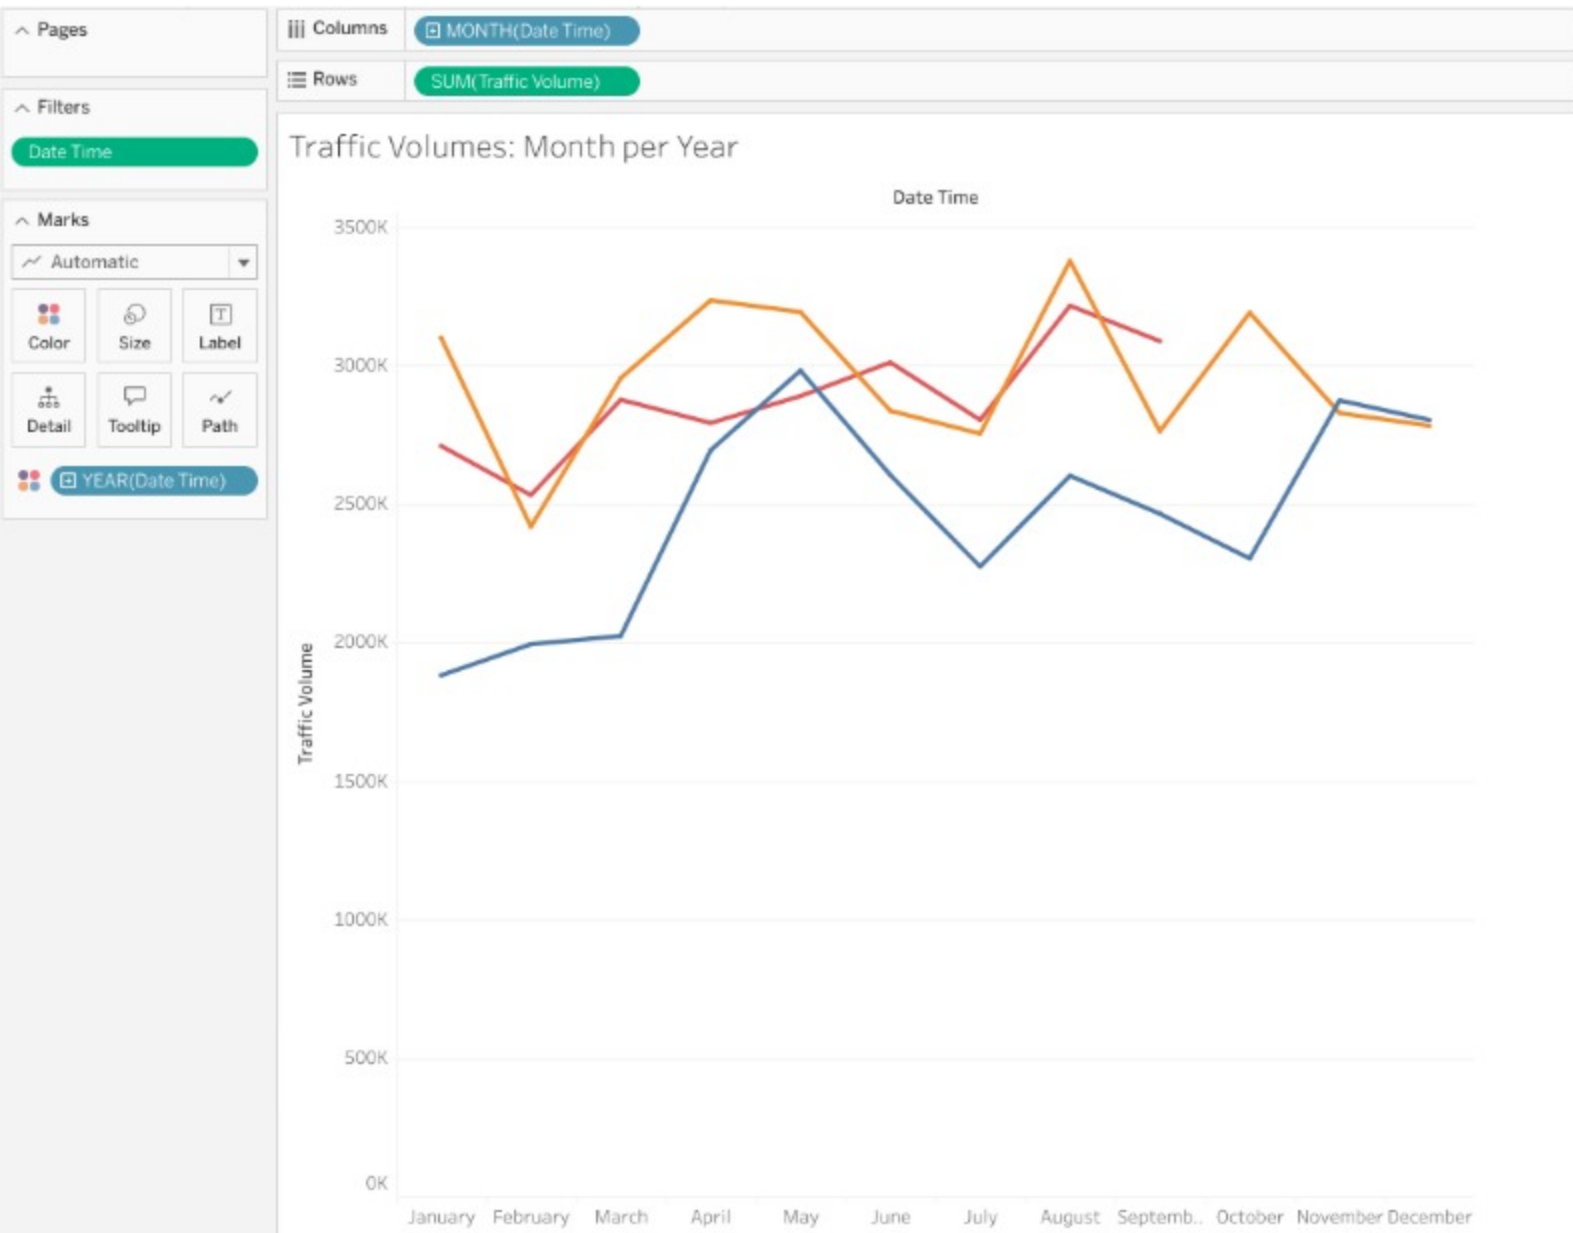 Pages
Filters
Date Time
Marks
Automatic
Color
Size
Label
Detail
Tooltip
Path
YEAR(Date Time)
Columns
MONTH(Date Time)
Rows
SUM(Traffic Volume)
Traffic Volumes: Month per Year
Date Time
3500K
3000K
2500K
2000K
1500K
1000K
500K
0K
Traffic Volume
January February March April May June July August Septemb.. October November December